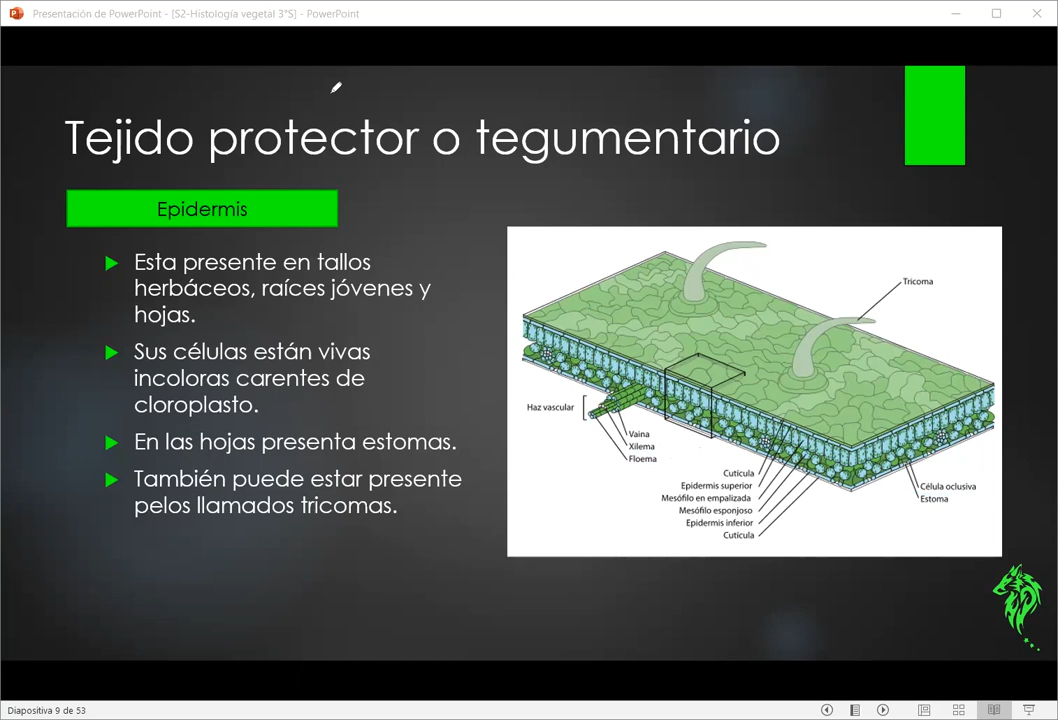 Presentación de PowerPoint - [S2-Histología vegetal 3°S] - PowerPoint
Tejido protector o tegumentario
Epidermis
Esta presente en tallos
herbáceos, raíces jóvenes y
hojas.
Sus células están vivas
incoloras carentes de
cloroplasto.
En las hojas presenta estomas.
También puede estar presente
pelos llamados tricomas.
Tricoma
Haz vascular
Vaina
Xilema
Floema
Cutícula
Epidermis superior
Mesófilo en empalizada
Mesófilo esponjoso
Epidermis inferior
Cutícula
Célula oclusiva
Estoma
Diapositiva 9 de 53